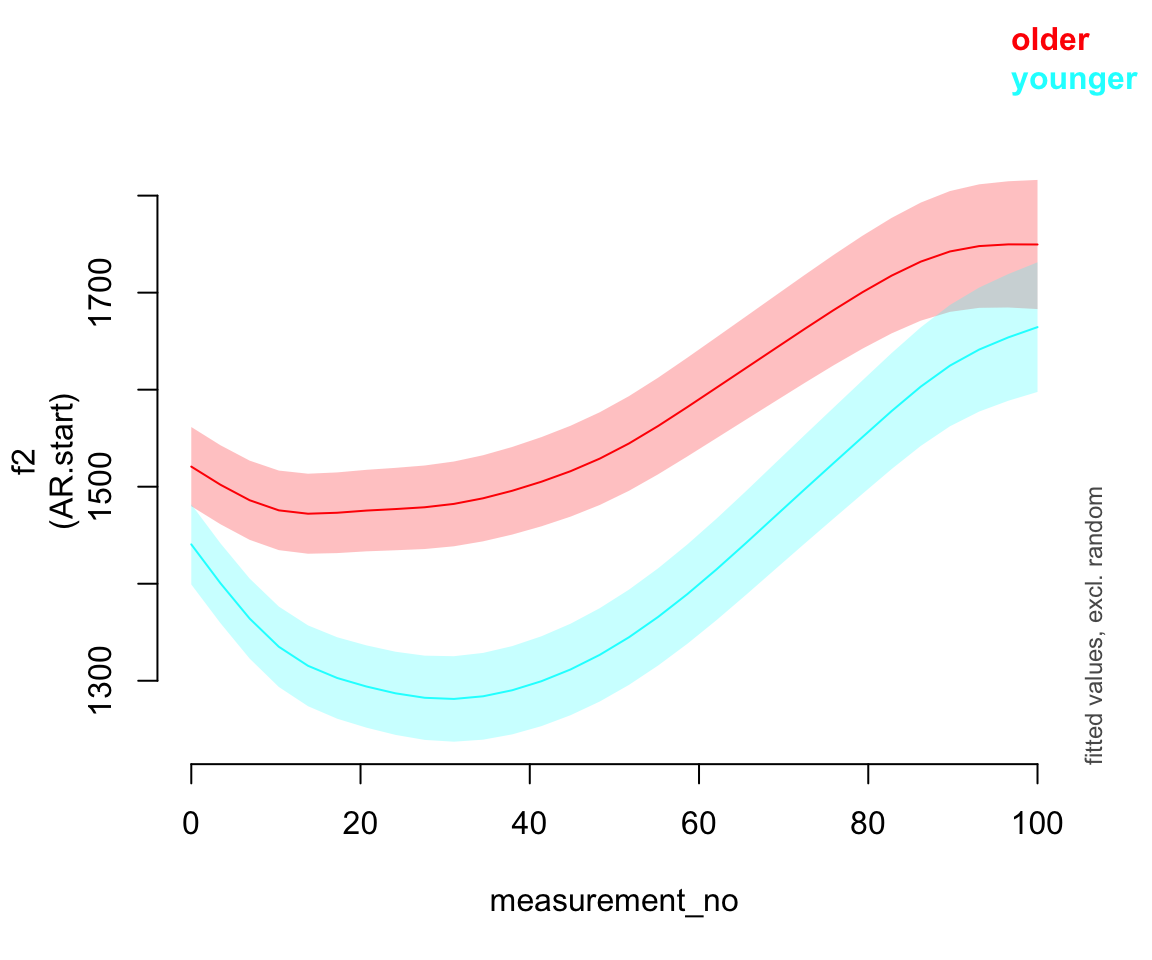 older
younger
f2
(AR.start)
1700
1500
1300
0 20 40 60 80 100
measurement_no
fitted values, excl. random